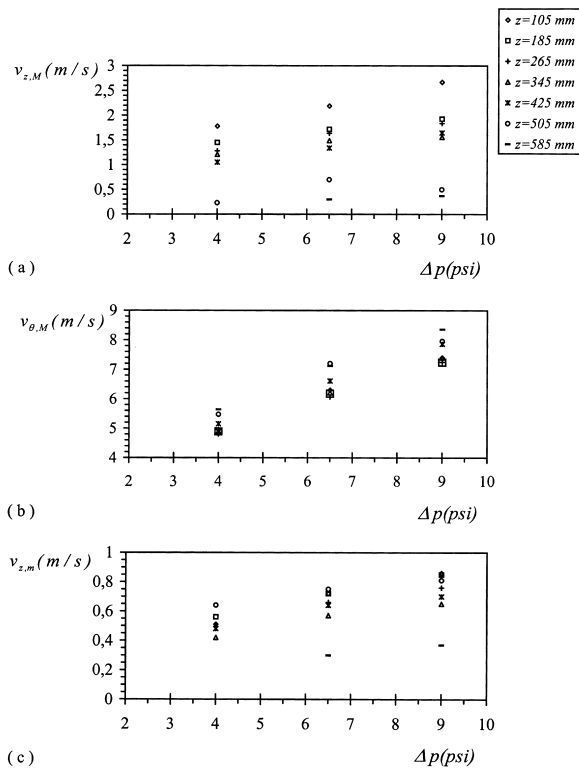 z=105 mm
z=185 mm
z=265 mm
z=345 mm
z=425 mm
z=505 mm
z=585 mm
v_{z,M} (m/s)
3
2,5
2
1,5
1
0,5
0
2 3 4 5 6 7 8 9 10
(a)
Δp(psi)
v_{θ,M} (m/s)
9
8
7
6
5
4
2 3 4 5 6 7 8 9 10
(b)
Δp(psi)
v_{z,m} (m/s)
1
0,8
0,6
0,4
0,2
0
2 3 4 5 6 7 8 9 10
(c)
Δp(psi)